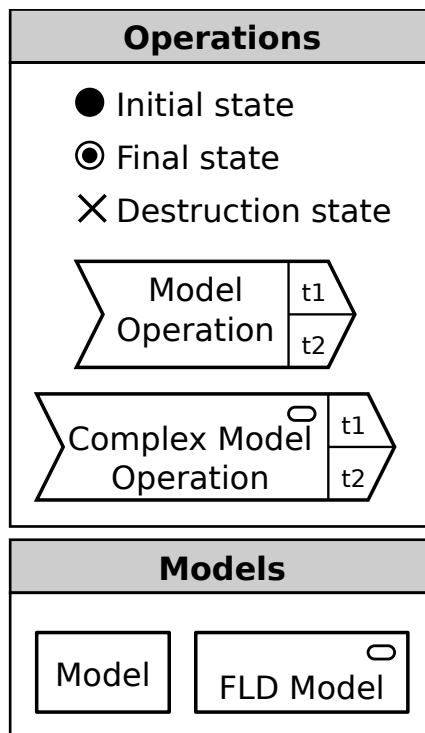 Operations
Initial state
Final state
Destruction state
Model
Operation
t1
t2
Complex Model
Operation
t1
t2
Models
Model
FLD Model